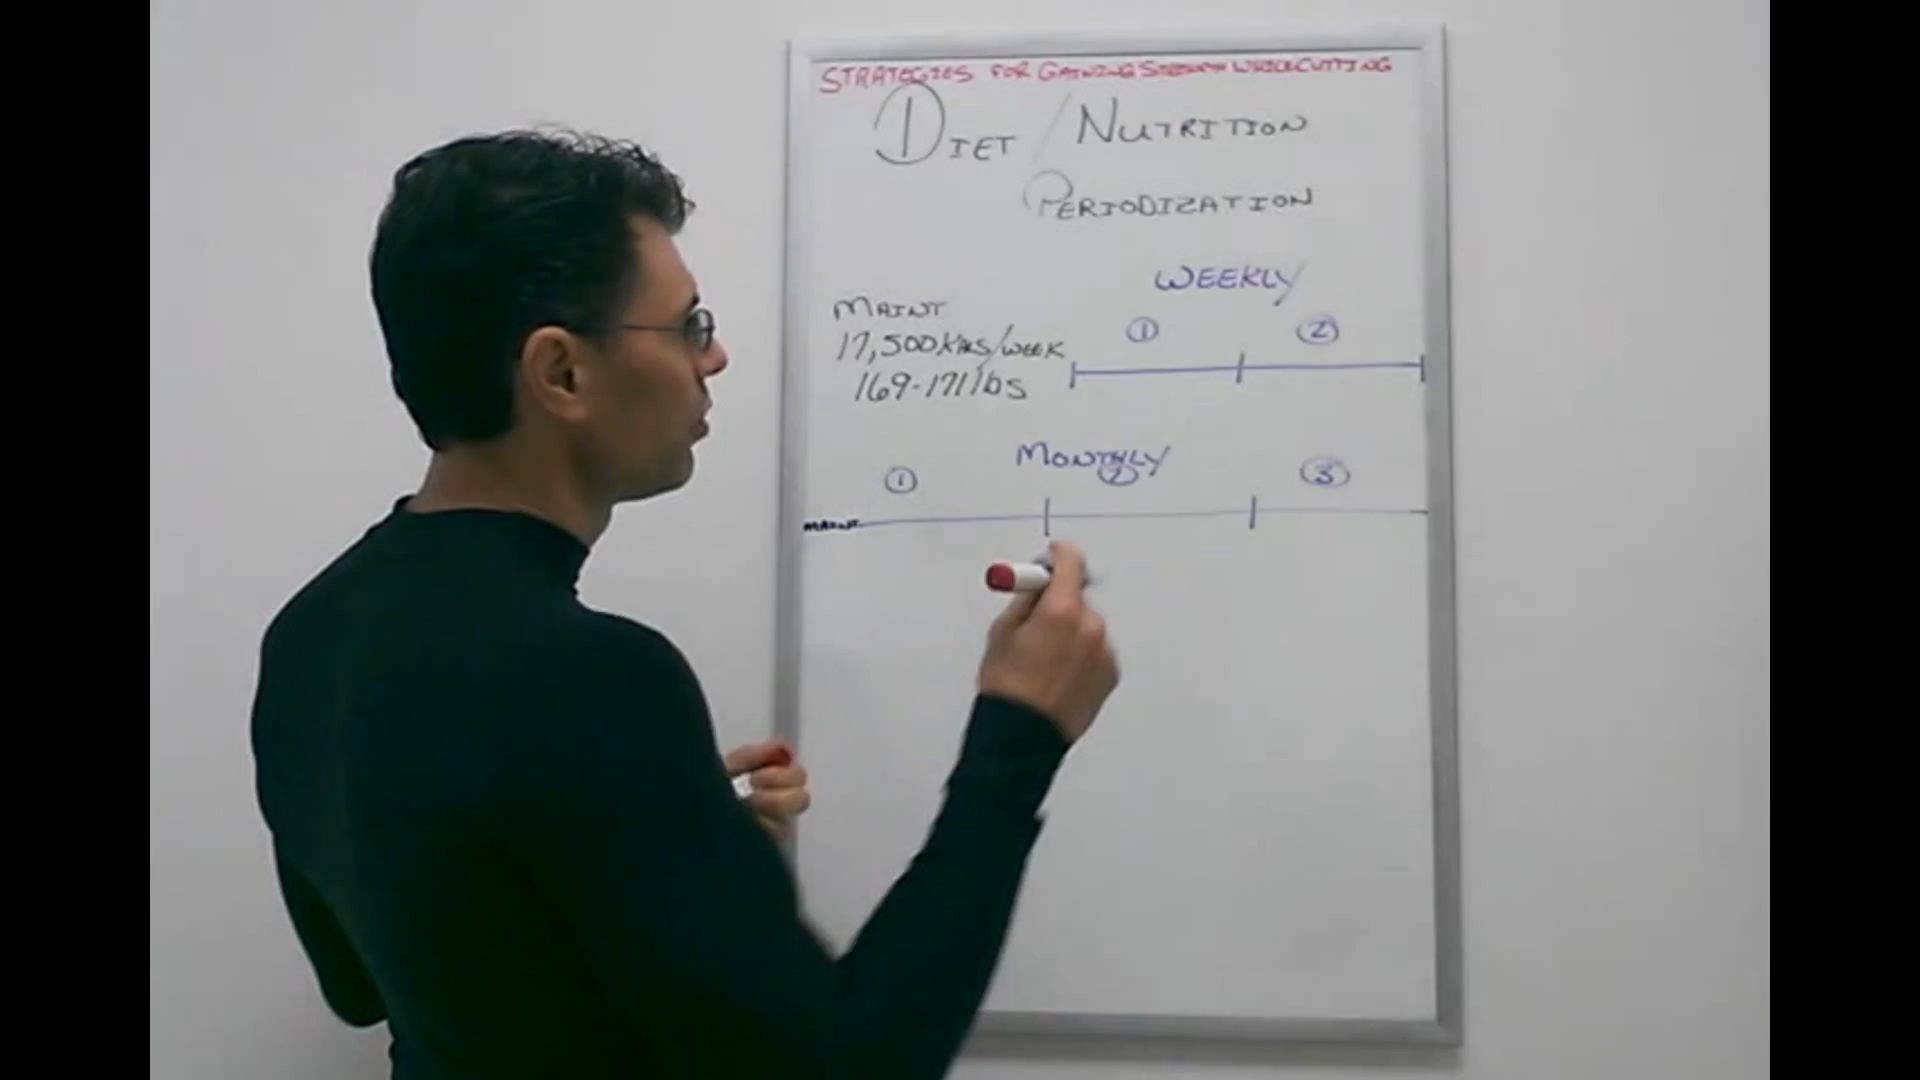 STRATEGIES FOR GAINING STRENGTH WHILE CUTTING
DIET / NUTRITION
PERIODIZATION
WEEKLY
① ②
MAINT
17,500 /WEEK
169-171 lbs
MONTHLY
① ② ③
MAINT